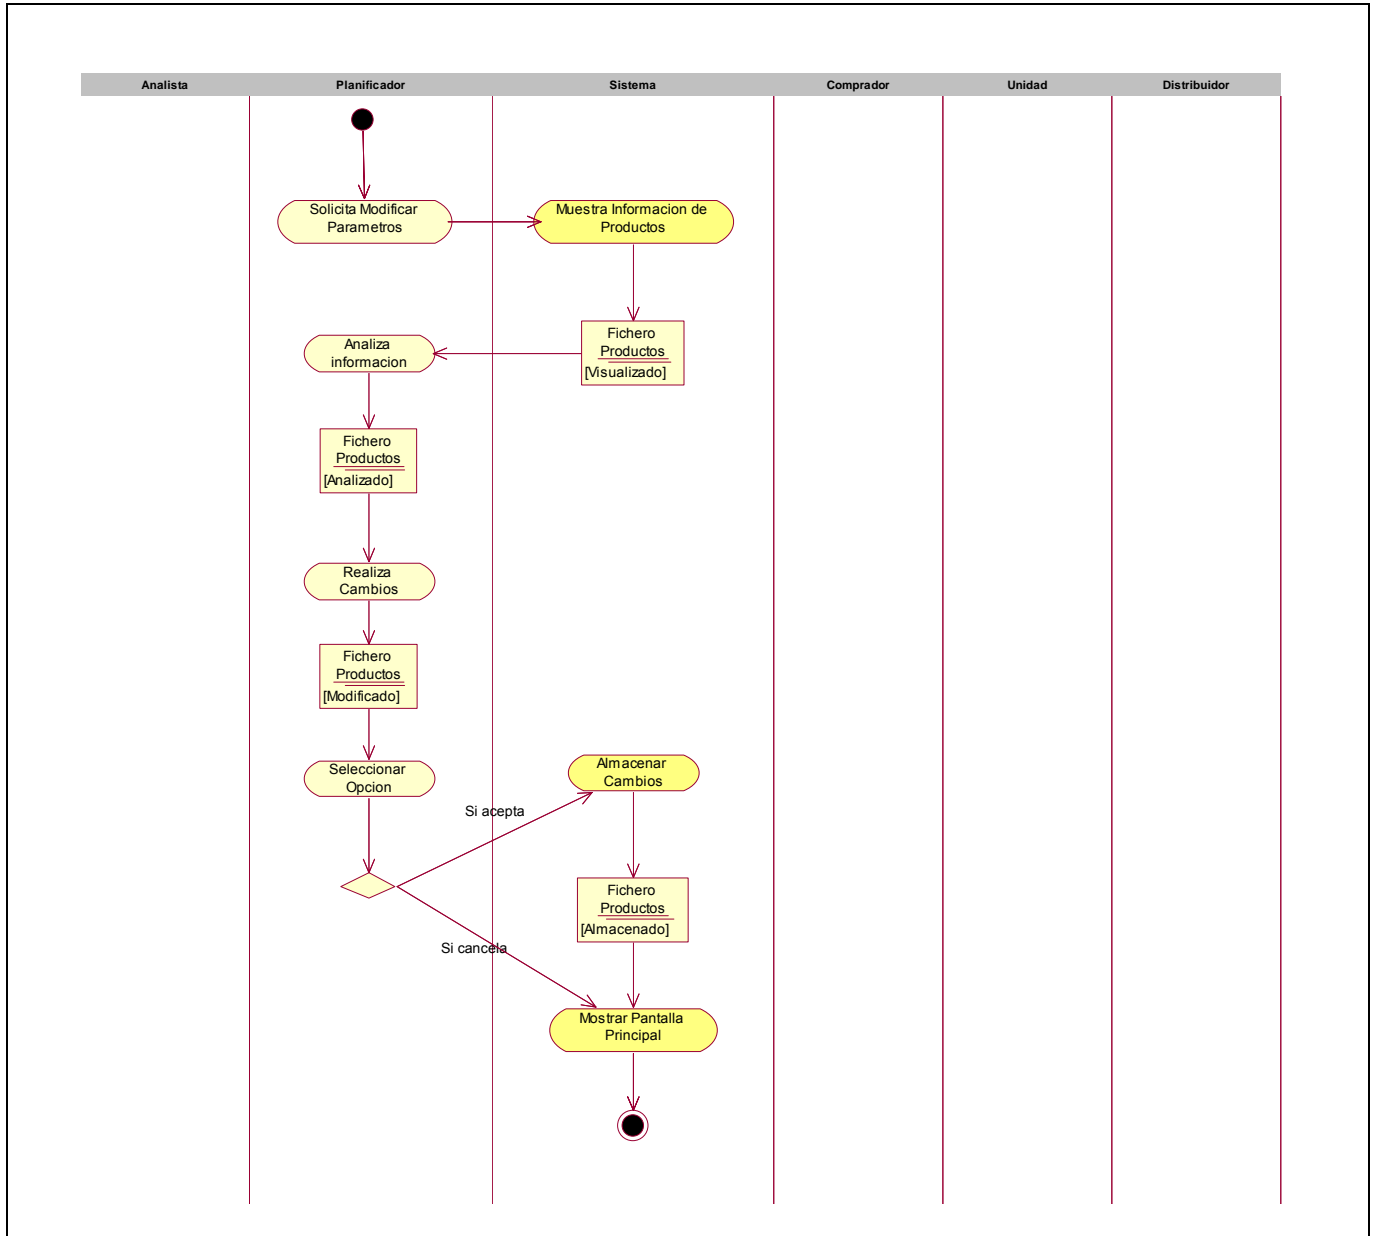 Analista
Planificador
Sistema
Comprador
Unidad
Distribuidor
Solicita Modificar
Parametros
Muestra Informacion de
Productos
Fichero
Productos
[Visualizado]
Analiza
informacion
Fichero
Productos
[Analizado]
Realiza
Cambios
Fichero
Productos
[Modificado]
Seleccionar
Opcion
Almacenar
Cambios
Si acepta
Fichero
Productos
[Almacenado]
Si cancela
Mostrar Pantalla
Principal